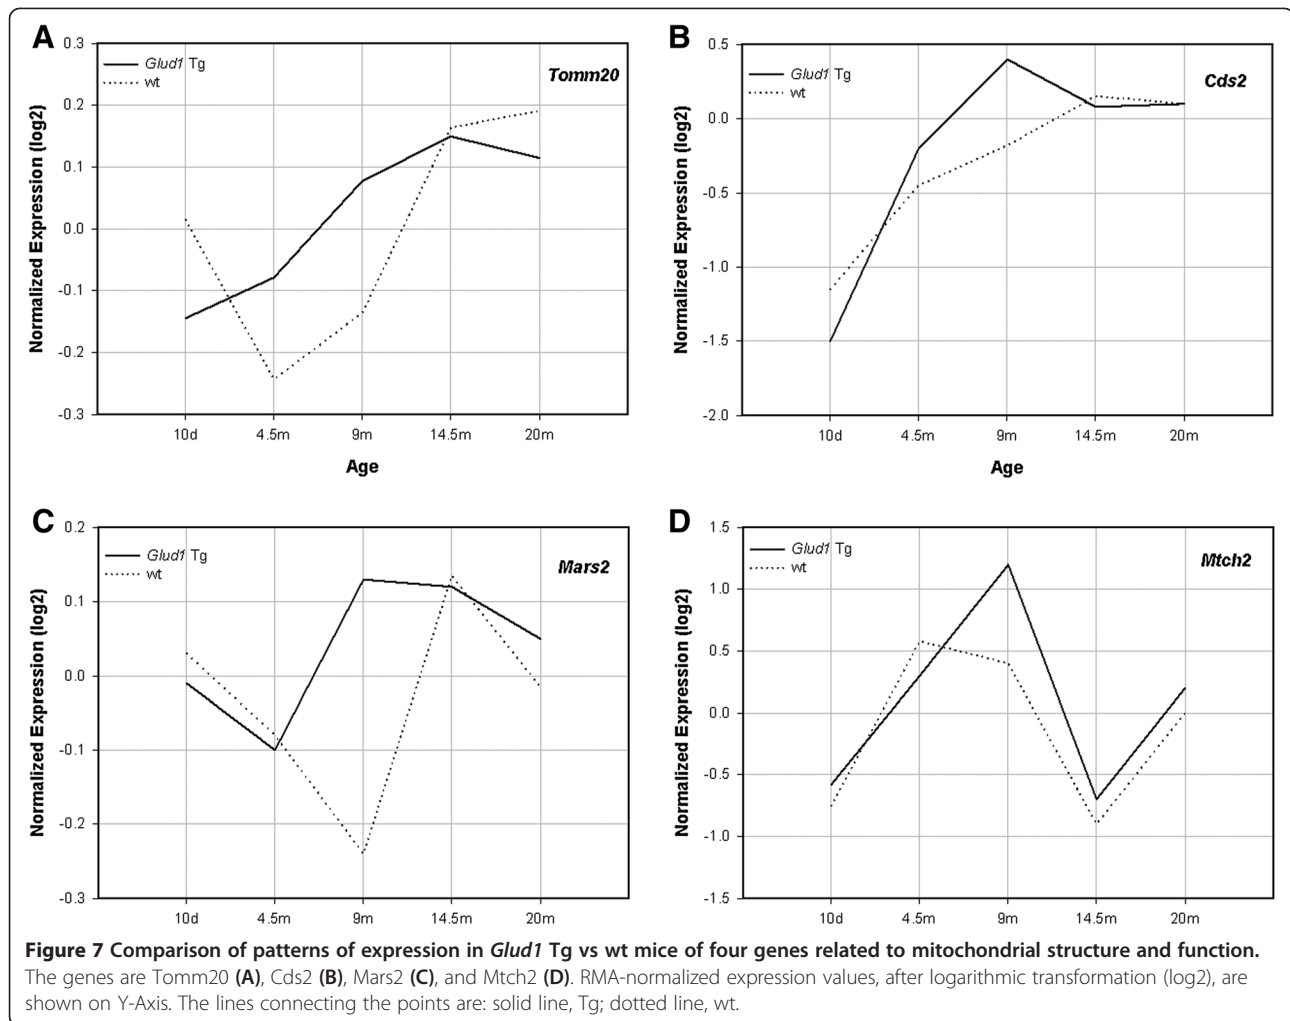 A
Glud1 Tg
wt
Tomm20
Normalized Expression (log2)
0.3
0.2
0.1
0.0
-0.1
-0.2
-0.3
10d 4.5m 9m 14.5m 20m
Age
B
Glud1 Tg
wt
Cds2
Normalized Expression (log2)
0.5
0.0
-0.5
-1.0
-1.5
-2.0
10d 4.5m 9m 14.5m 20m
Age
C
Glud1 Tg
wt
Mars2
Normalized Expression (log2)
0.2
0.1
0.0
-0.1
-0.2
-0.3
10d 4.5m 9m 14.5m 20m
D
Glud1 Tg
wt
Mtch2
Normalized Expression (log2)
1.5
1.0
0.5
0.0
-0.5
-1.0
-1.5
10d 4.5m 9m 14.5m 20m
Figure 7 Comparison of patterns of expression in Glud1 Tg vs wt mice of four genes related to mitochondrial structure and function.
The genes are Tomm20 (A), Cds2 (B), Mars2 (C), and Mtch2 (D). RMA-normalized expression values, after logarithmic transformation (log2), are
shown on Y-Axis. The lines connecting the points are: solid line, Tg; dotted line, wt.